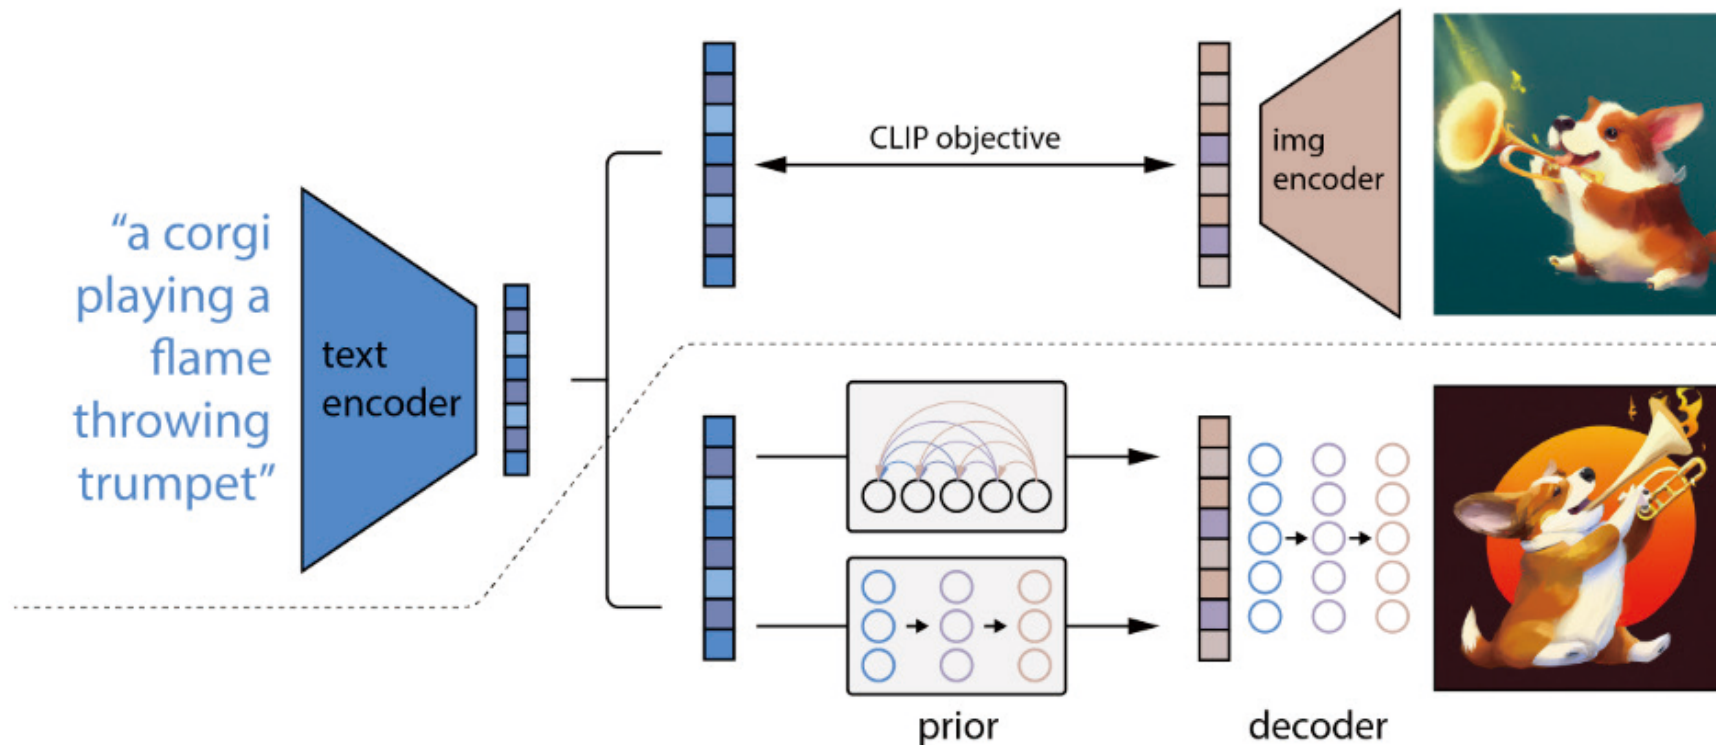 “a corgi
playing a
flame
throwing
trumpet”
text
encoder
CLIP objective
img
encoder
prior
decoder